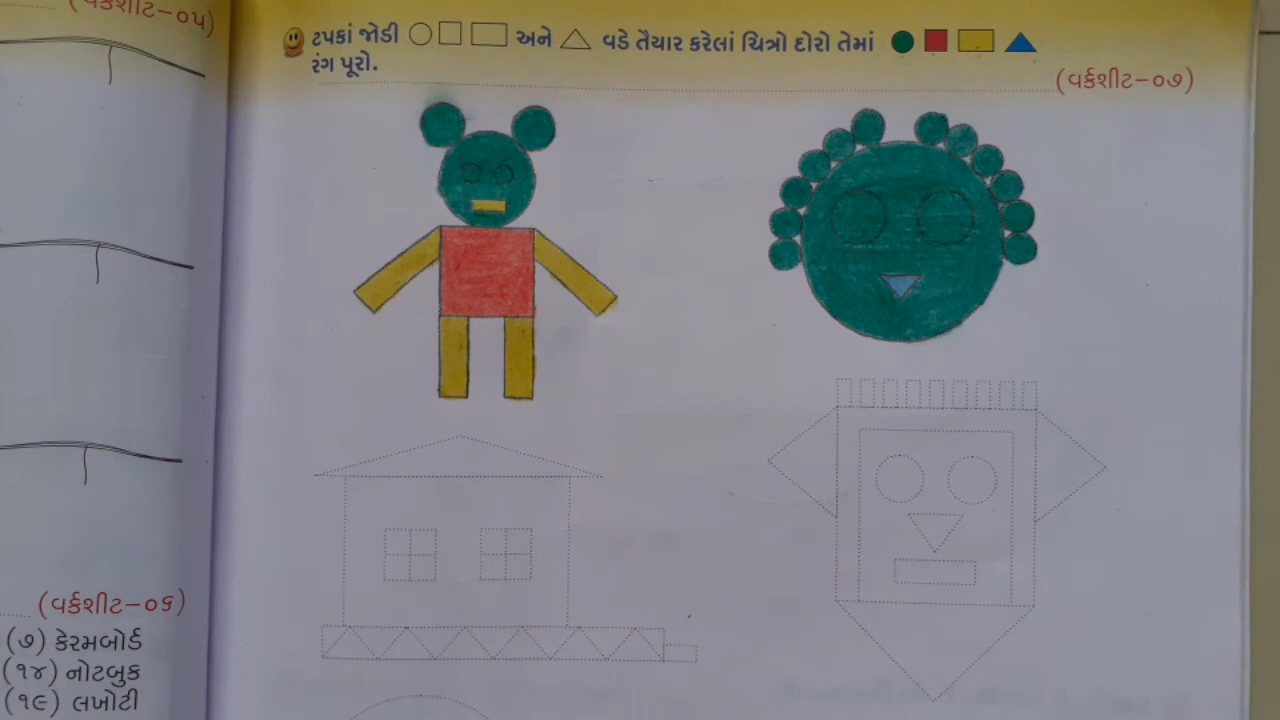 (વર્કશીટ-૦૫)
ટપકાં જોડી અને વડે તૈયાર કરેલાં ચિત્રો દોરો તેમાં
રંગ પૂરો.
(વર્કશીટ-૦૭)
(વર્કશીટ-૦૬)
(૭) કેરમબોર્ડ
(૧૪) નોટબુક
(૧૯) લખોટી